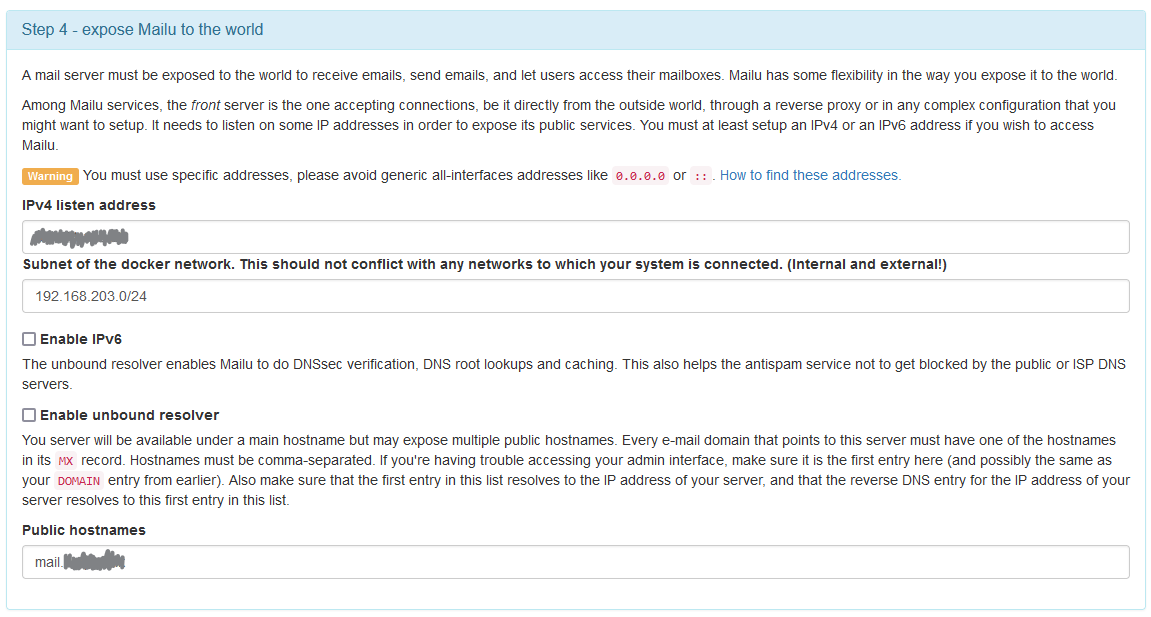 Step 4 - expose Mailu to the world
A mail server must be exposed to the world to receive emails, send emails, and let users access their mailboxes. Mailu has some flexibility in the way you expose it to the world.
Among Mailu services, the front server is the one accepting connections, be it directly from the outside world, through a reverse proxy or in any complex configuration that you
might want to setup. It needs to listen on some IP addresses in order to expose its public services. You must at least setup an IPv4 or an IPv6 address if you wish to access
Mailu.
Warning You must use specific addresses, please avoid generic all-interfaces addresses like 0.0.0.0 or :: . How to find these addresses.
IPv4 listen address
Subnet of the docker network. This should not conflict with any networks to which your system is connected. (Internal and external!)
192.168.203.0/24
Enable IPv6
The unbound resolver enables Mailu to do DNSsec verification, DNS root lookups and caching. This also helps the antispam service not to get blocked by the public or ISP DNS
servers.
Enable unbound resolver
You server will be available under a main hostname but may expose multiple public hostnames. Every e-mail domain that points to this server must have one of the hostnames
in its MX record. Hostnames must be comma-separated. If you're having trouble accessing your admin interface, make sure it is the first entry here (and possibly the same as
your DOMAIN entry from earlier). Also make sure that the first entry in this list resolves to the IP address of your server, and that the reverse DNS entry for the IP address of your
server resolves to this first entry in this list.
Public hostnames
mail.